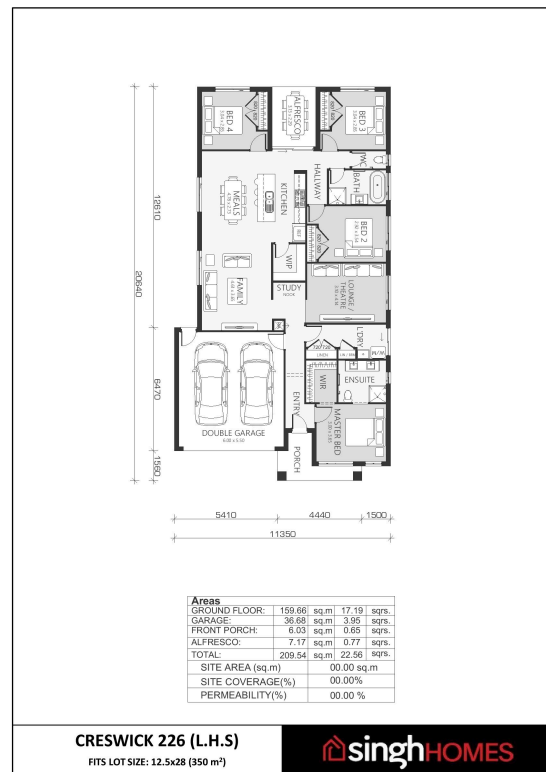 BED 4
ALFRESCO
BED 3
WC
BATH
HALLWAY
KITCHEN
MEALS
BED 2
WIP
FAMILY
STUDY
NOOK
LOUNGE /
THEATRE
L'DRY
LINEN
WIR
ENSUITE
ENTRY
MASTER BED
DOUBLE GARAGE
6.00 x 5.50
PORCH
12610
20640
6470
1560
5410
4440
1500
11350
Areas
GROUND FLOOR: 159.66 sq.m 17.19 sqrs.
GARAGE: 36.68 sq.m 3.95 sqrs.
FRONT PORCH: 6.03 sq.m 0.65 sqrs.
ALFRESCO: 7.17 sq.m 0.77 sqrs.
TOTAL: 209.54 sq.m 22.56 sqrs.
SITE AREA (sq.m) 00.00 sq.m
SITE COVERAGE(%) 00.00%
PERMEABILITY(%) 00.00 %
CRESWICK 226 (L.H.S)
FITS LOT SIZE: 12.5x28 (350 m²)
singhHOMES